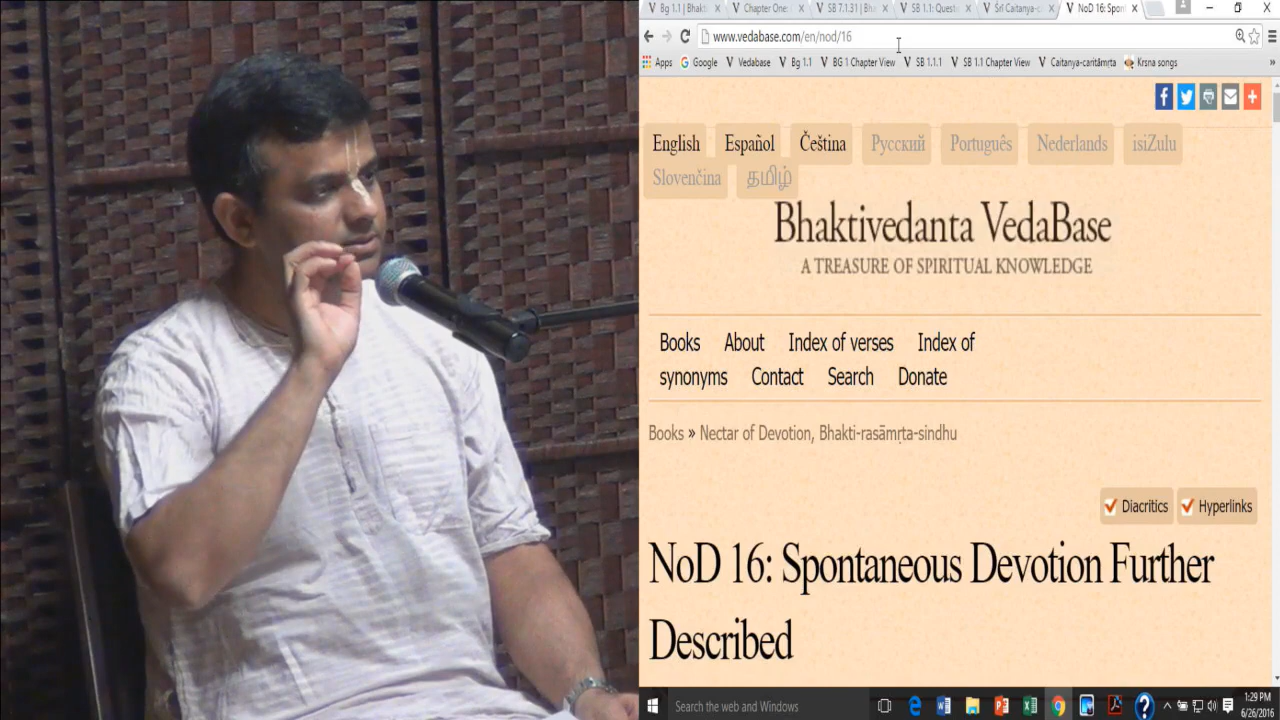 Bg 1.1 | Bhakti Chapter One: SB 7.1.31 | Bha SB 1.1: Quest Śrī Caitanya-c NoD 16: Spon
www.vedabase.com/en/nod/16
Apps Google Vedabase Bg 1.1 BG 1 Chapter View SB 1.1.1 SB 1.1 Chapter View Caitanya-caritāmṛta Krsna songs »
English Español Čeština Русский Português Nederlands isiZulu
Slovenčina தமிழ்
Bhaktivedanta VedaBase
A TREASURE OF SPIRITUAL KNOWLEDGE
Books About Index of verses Index of
synonyms Contact Search Donate
Books » Nectar of Devotion, Bhakti-rasāmṛta-sindhu
Diacritics Hyperlinks
NoD 16: Spontaneous Devotion Further
Described
Search the web and Windows
1:29 PM
6/26/2016